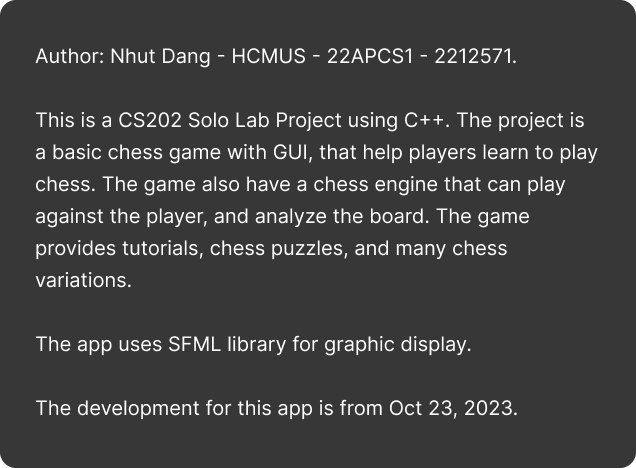 Author: Nhut Dang - HCMUS - 22APCS1 - 2212571.
This is a CS202 Solo Lab Project using C++. The project is
a basic chess game with GUI, that help players learn to play
chess. The game also have a chess engine that can play
against the player, and analyze the board. The game
provides tutorials, chess puzzles, and many chess
variations.
The app uses SFML library for graphic display.
The development for this app is from Oct 23, 2023.